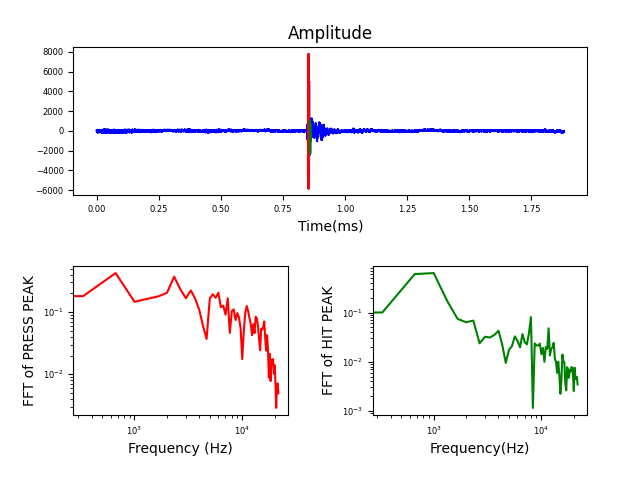 Amplitude
8000
6000
4000
2000
0
−2000
−4000
−6000
0.00 0.25 0.50 0.75 1.00 1.25 1.50 1.75
Time(ms)
FFT of PRESS PEAK
10⁻¹
10⁻²
10³ 10⁴
Frequency (Hz)
FFT of HIT PEAK
10⁻¹
10⁻²
10⁻³
10³ 10⁴
Frequency(Hz)